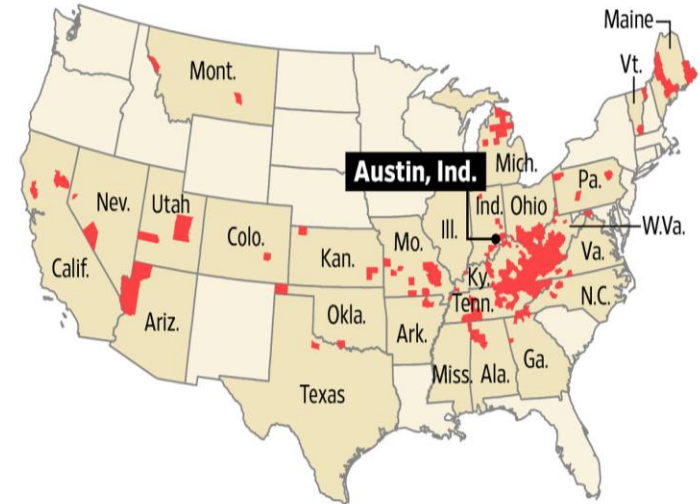 Maine
Vt.
Mont.
Mich.
Austin, Ind.
Pa.
Nev.
Utah
Ind.
Ohio
Ill.
W.Va.
Colo.
Mo.
Va.
Calif.
Kan.
Ky.
N.C.
Tenn.
Ariz.
Okla.
Ark.
Ga.
Miss.
Ala.
Texas